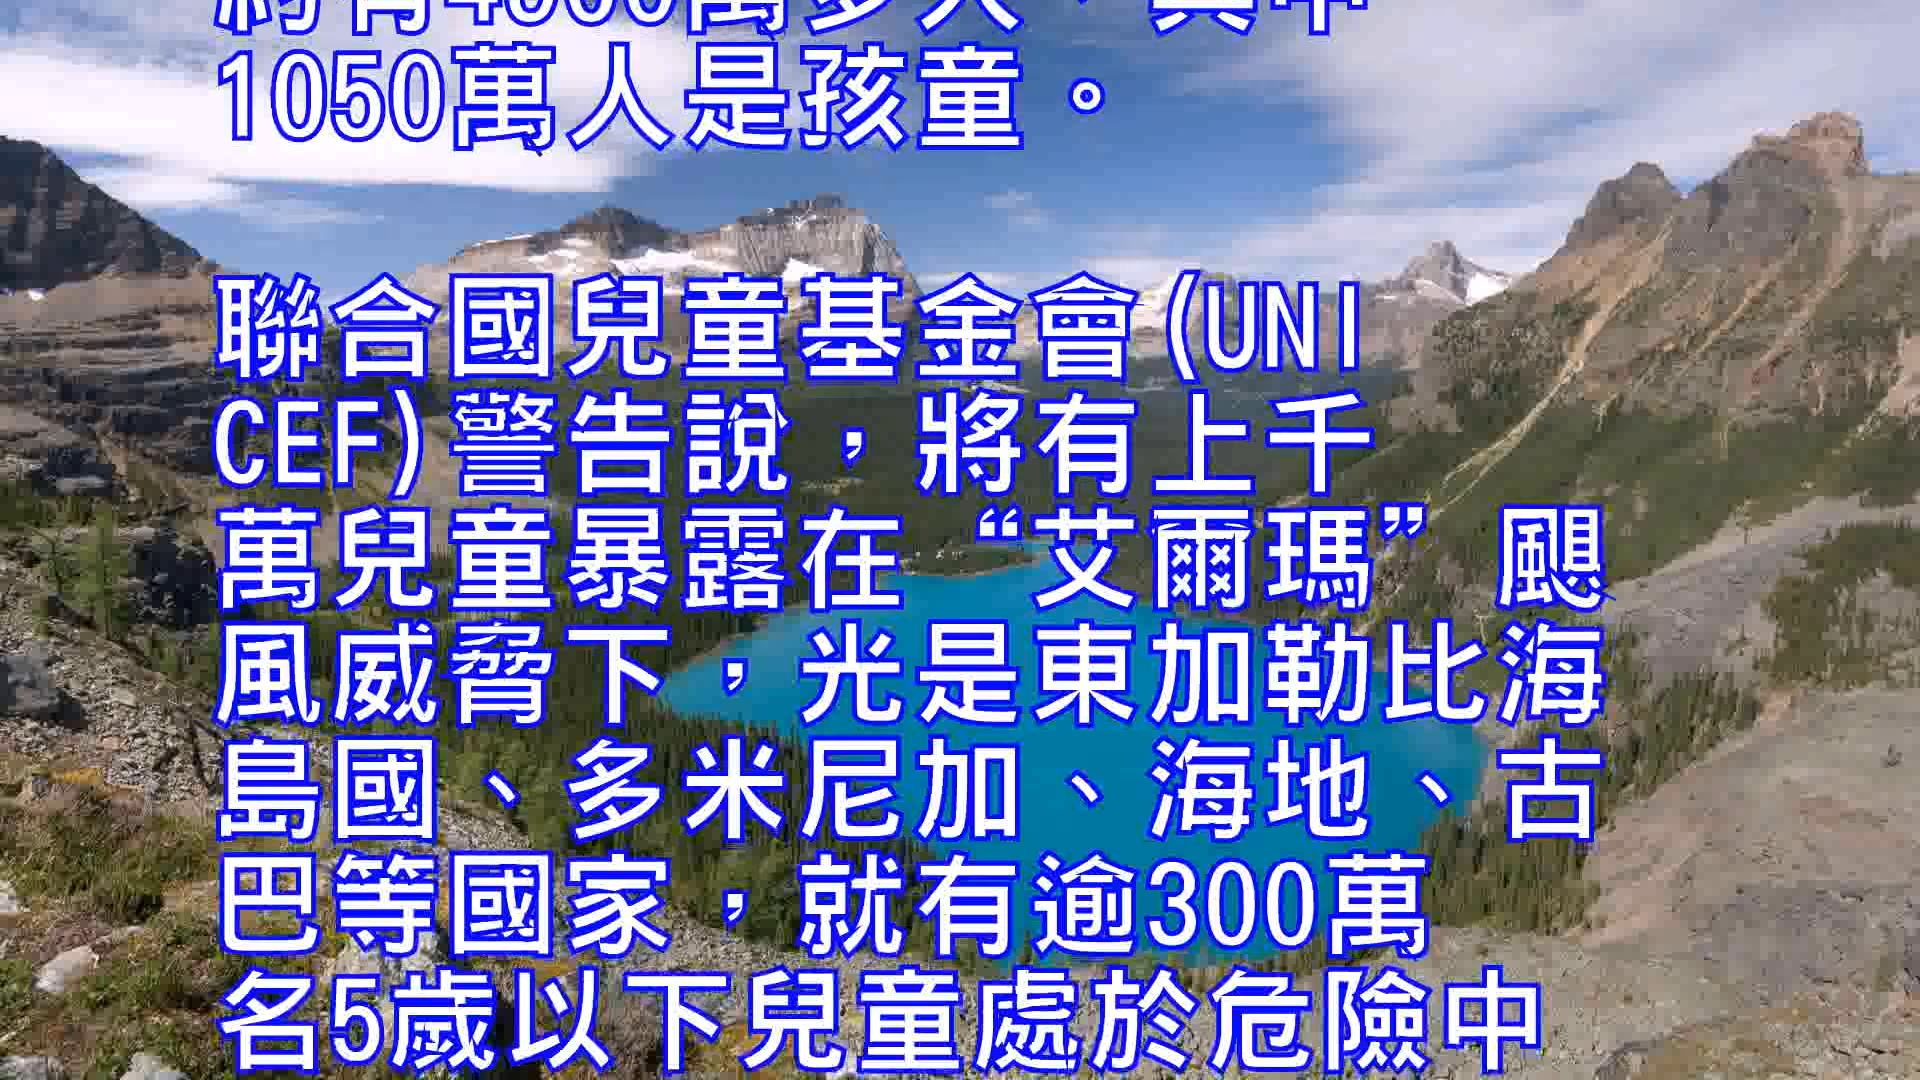 1050萬人是孩童。
聯合國兒童基金會(UNI
CEF)警告說，將有上千
萬兒童暴露在“艾爾瑪”颶
風威脅下，光是東加勒比海
島國、多米尼加、海地、古
巴等國家，就有逾300萬
名5歲以下兒童處於危險中